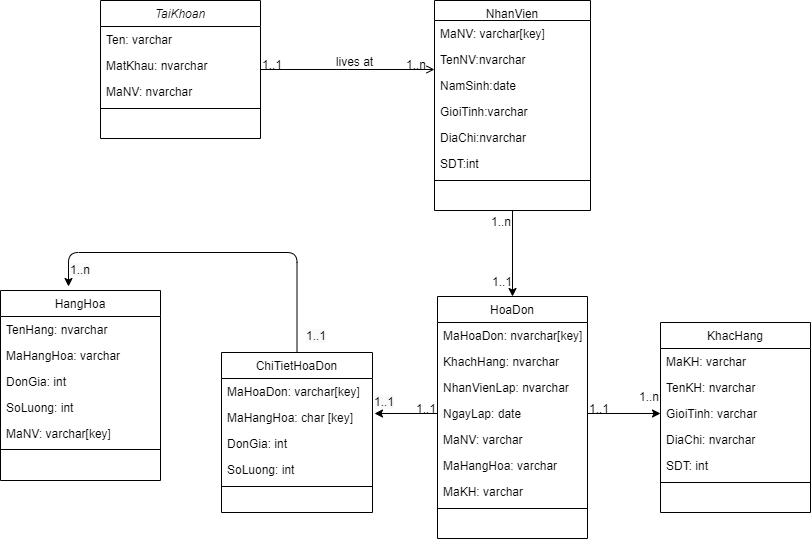 TaiKhoan
Ten: varchar
MatKhau: nvarchar
MaNV: nvarchar
1..1
lives at
1..n
NhanVien
MaNV: varchar[key]
TenNV:nvarchar
NamSinh:date
GioiTinh:varchar
DiaChi:nvarchar
SDT:int
1..n
1..1
1..n
HangHoa
TenHang: nvarchar
MaHangHoa: varchar
DonGia: int
SoLuong: int
MaNV: varchar[key]
1..1
ChiTietHoaDon
MaHoaDon: varchar[key]
MaHangHoa: char [key]
DonGia: int
SoLuong: int
1..1
1..1
HoaDon
MaHoaDon: nvarchar[key]
KhachHang: nvarchar
NhanVienLap: nvarchar
NgayLap: date
MaNV: varchar
MaHangHoa: varchar
MaKH: varchar
1..1
1..n
KhacHang
MaKH: varchar
TenKH: nvarchar
GioiTinh: varchar
DiaChi: nvarchar
SDT: int